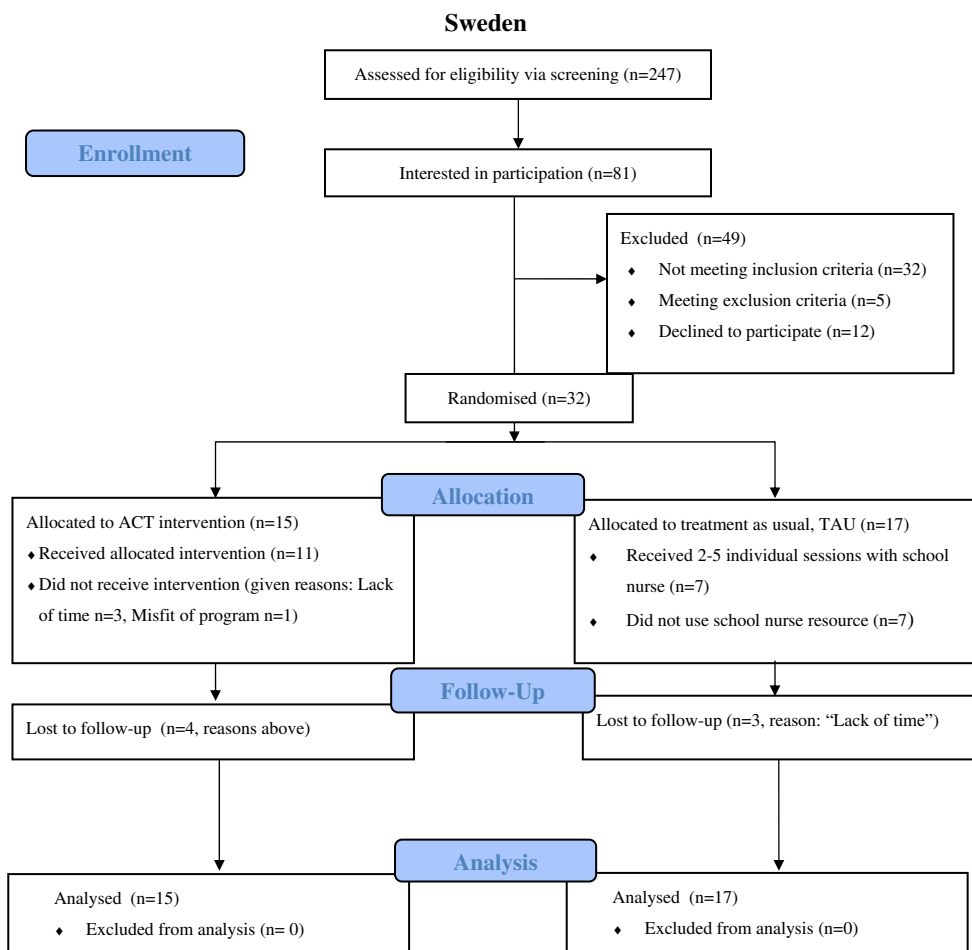 Sweden
Assessed for eligibility via screening (n=247)
Enrollment
Interested in participation (n=81)
Excluded (n=49)
♦ Not meeting inclusion criteria (n=32)
♦ Meeting exclusion criteria (n=5)
♦ Declined to participate (n=12)
Randomised (n=32)
Allocation
Allocated to ACT intervention (n=15)
♦Received allocated intervention (n=11)
♦Did not receive intervention (given reasons: Lack
of time n=3, Misfit of program n=1)
Allocated to treatment as usual, TAU (n=17)
♦ Received 2-5 individual sessions with school
nurse (n=7)
♦ Did not use school nurse resource (n=7)
Follow-Up
Lost to follow-up (n=4, reasons above)
Lost to follow-up (n=3, reason: “Lack of time”)
Analysis
Analysed (n=15)
♦ Excluded from analysis (n= 0)
Analysed (n=17)
♦ Excluded from analysis (n=0)